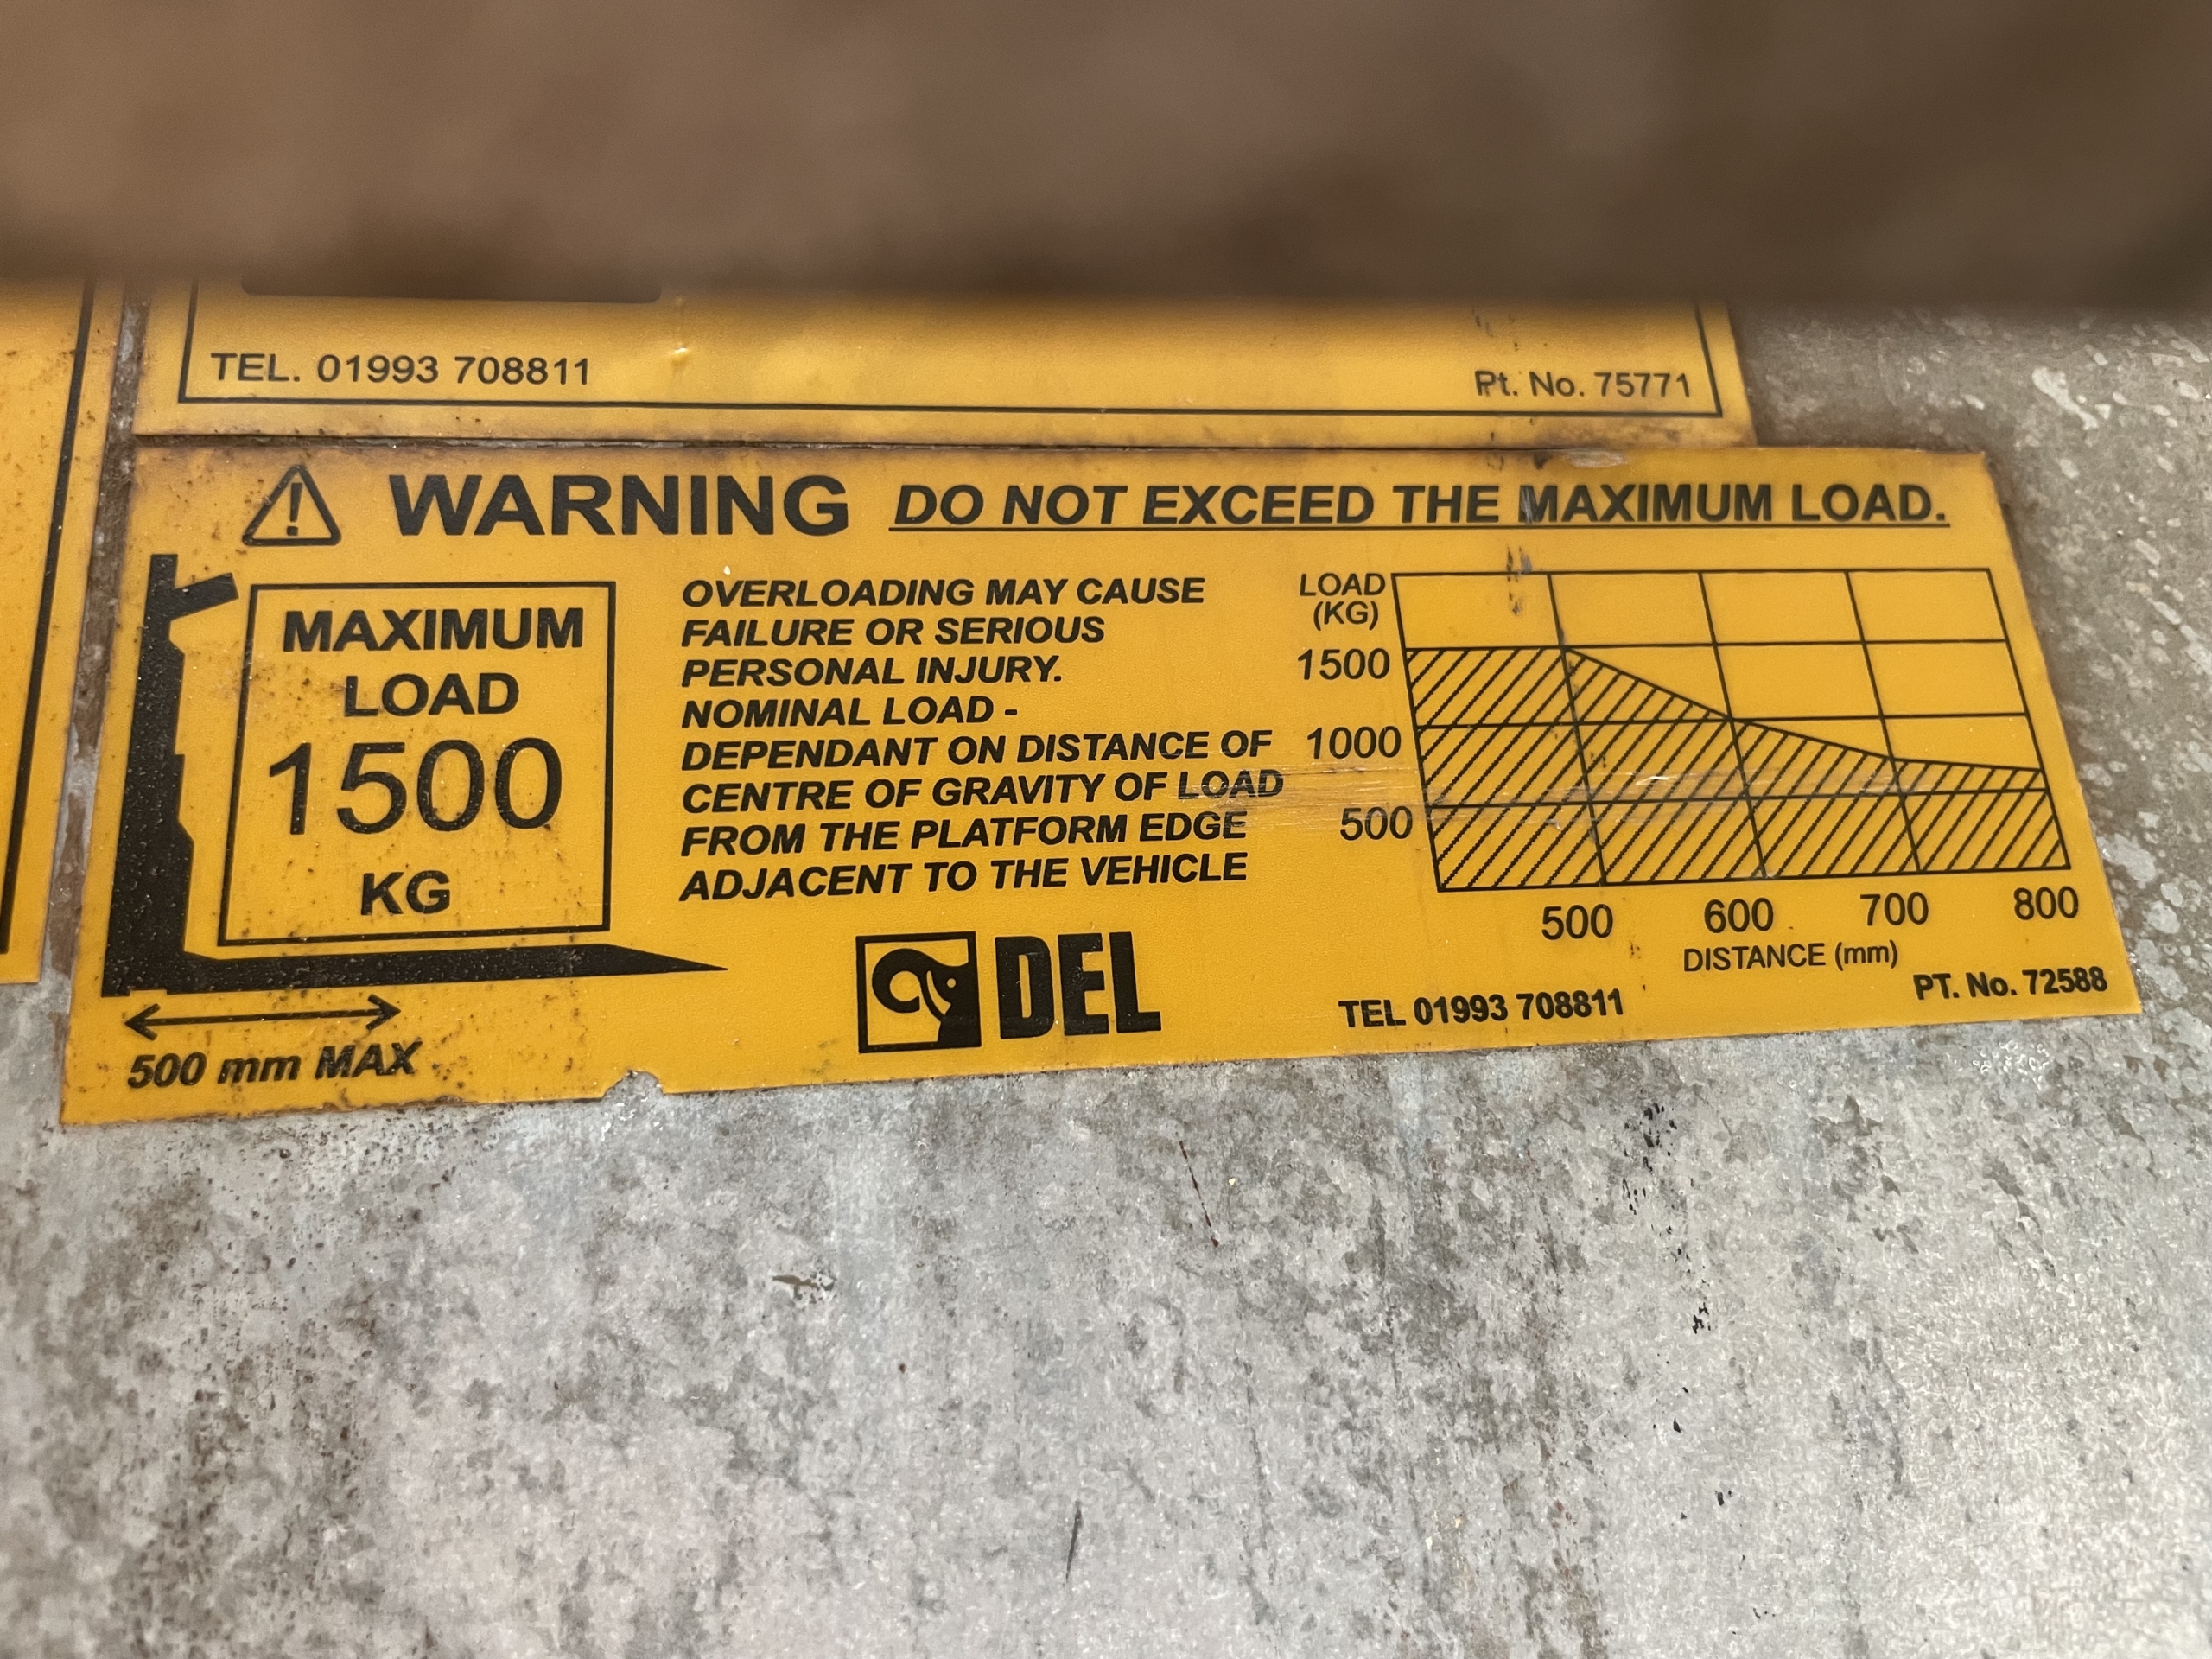 TEL. 01993 708811
Pt. No. 75771
WARNING DO NOT EXCEED THE MAXIMUM LOAD.
MAXIMUM
LOAD
1500
KG
500 mm MAX
OVERLOADING MAY CAUSE
FAILURE OR SERIOUS
PERSONAL INJURY.
NOMINAL LOAD -
DEPENDANT ON DISTANCE OF
CENTRE OF GRAVITY OF LOAD
FROM THE PLATFORM EDGE
ADJACENT TO THE VEHICLE
DEL
LOAD
(KG)
1500
1000
500
500 600 700 800
DISTANCE (mm)
TEL 01993 708811
PT. No. 72588